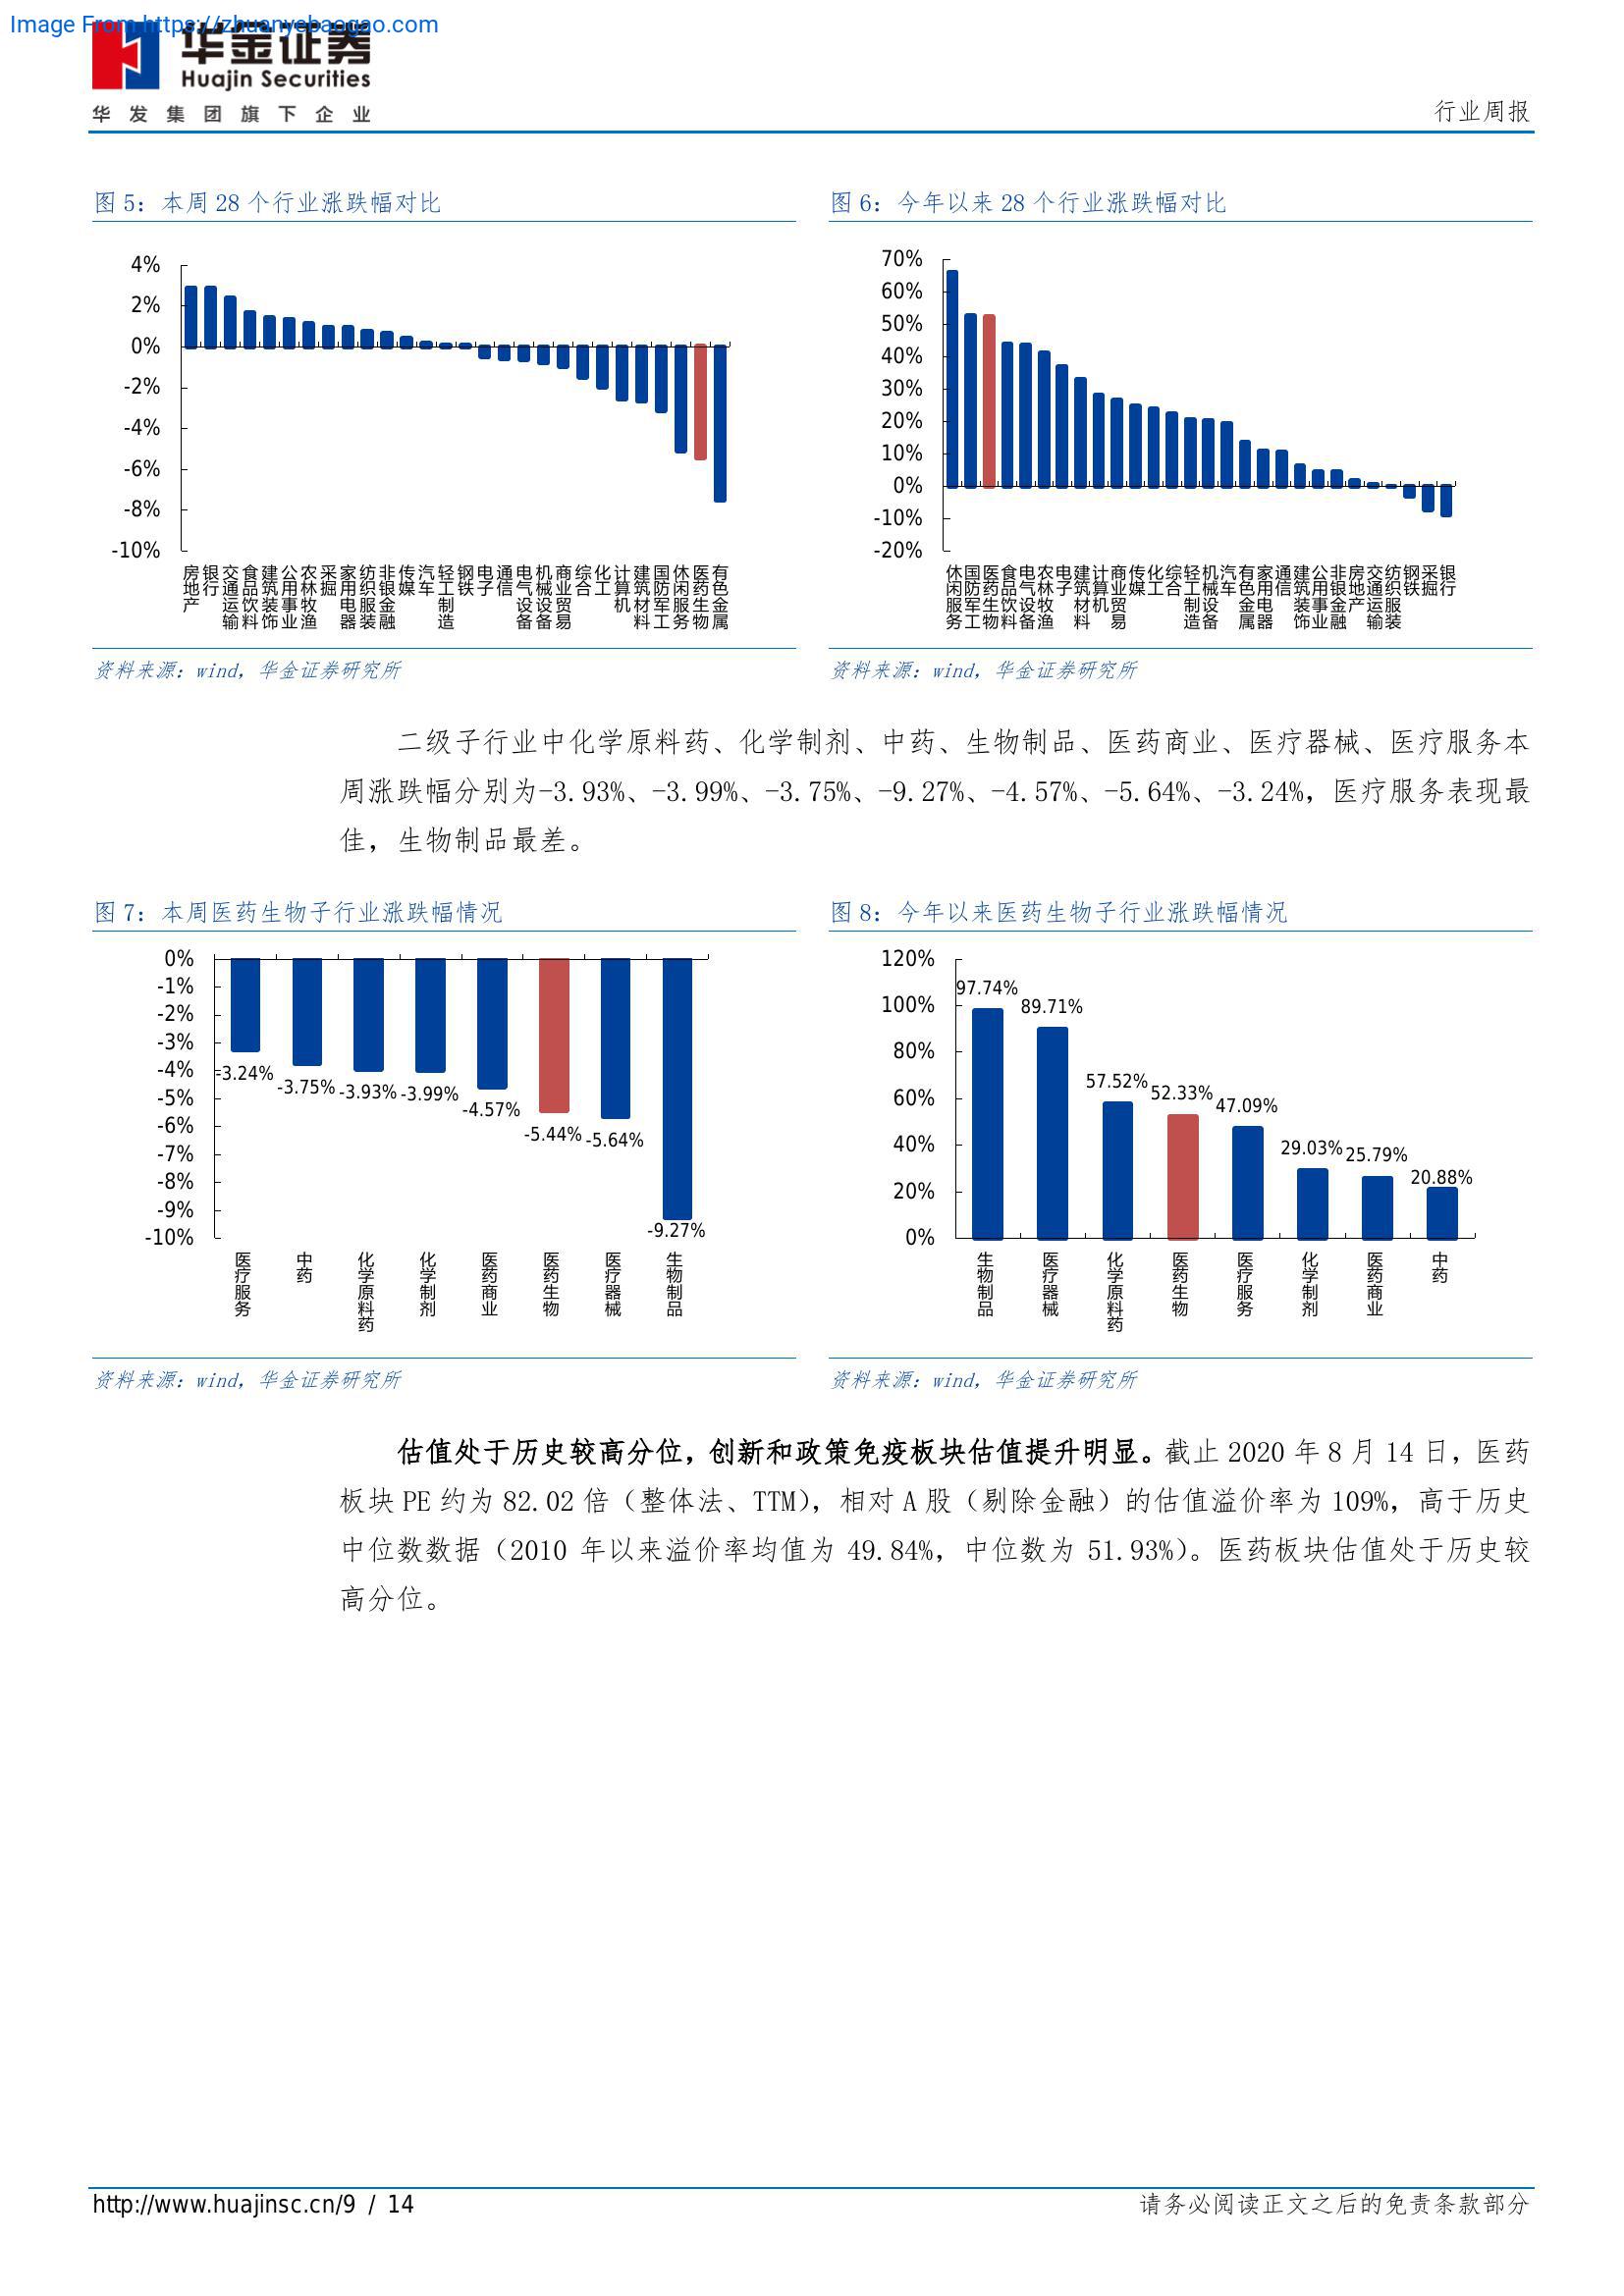 Image From https://zhuanyebaogao.com
华金证券
Huajin Securities
华发集团旗下企业
行业周报
图 5：本周 28 个行业涨跌幅对比
4%
2%
0%
-2%
-4%
-6%
-8%
-10%
房地产 银行 交通运输 食品饮料 建筑装饰 公用事业 农林牧渔 采掘 家用电器 纺织服装 非银金融 传媒 汽车 轻工制造 钢铁 电子 通信 电气设备 机械设备 商业贸易 综合 化工 计算机 建筑材料 国防军工 休闲服务 医药生物 有色金属
资料来源：wind，华金证券研究所
图 6：今年以来 28 个行业涨跌幅对比
70%
60%
50%
40%
30%
20%
10%
0%
-10%
-20%
休闲服务 国防军工 医药生物 食品饮料 电气设备 农林牧渔 电子 建筑材料 计算机 商业贸易 传媒 化工 综合 轻工制造 机械设备 汽车 有色金属 家用电器 通信 建筑装饰 公用事业 非银金融 房地产 交通运输 纺织服装 钢铁 采掘 银行
资料来源：wind，华金证券研究所
二级子行业中化学原料药、化学制剂、中药、生物制品、医药商业、医疗器械、医疗服务本
周涨跌幅分别为-3.93%、-3.99%、-3.75%、-9.27%、-4.57%、-5.64%、-3.24%，医疗服务表现最
佳，生物制品最差。
图 7：本周医药生物子行业涨跌幅情况
0%
-1%
-2%
-3%
-4%
-5%
-6%
-7%
-8%
-9%
-10%
-3.24% -3.75% -3.93% -3.99% -4.57% -5.44% -5.64% -9.27%
医疗服务 中药 化学原料药 化学制剂 医药商业 医药生物 医疗器械 生物制品
资料来源：wind，华金证券研究所
图 8：今年以来医药生物子行业涨跌幅情况
120%
100%
80%
60%
40%
20%
0%
97.74% 89.71% 57.52% 52.33% 47.09% 29.03% 25.79% 20.88%
生物制品 医疗器械 化学原料药 医药生物 医疗服务 化学制剂 医药商业 中药
资料来源：wind，华金证券研究所
估值处于历史较高分位，创新和政策免疫板块估值提升明显。截止 2020 年 8 月 14 日，医药
板块 PE 约为 82.02 倍（整体法、TTM），相对 A 股（剔除金融）的估值溢价率为 109%，高于历史
中位数数据（2010 年以来溢价率均值为 49.84%，中位数为 51.93%）。医药板块估值处于历史较
高分位。
http://www.huajinsc.cn/9 / 14
请务必阅读正文之后的免责条款部分